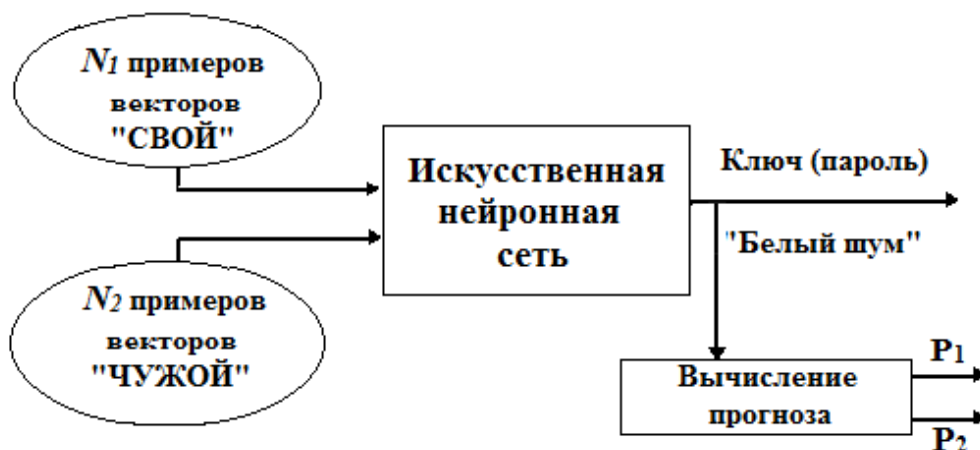 N1 примеров
векторов
"СВОЙ"
Искусственная
нейронная
сеть
Ключ (пароль)
"Белый шум"
N2 примеров
векторов
"ЧУЖОЙ"
Вычисление
прогноза
P1
P2